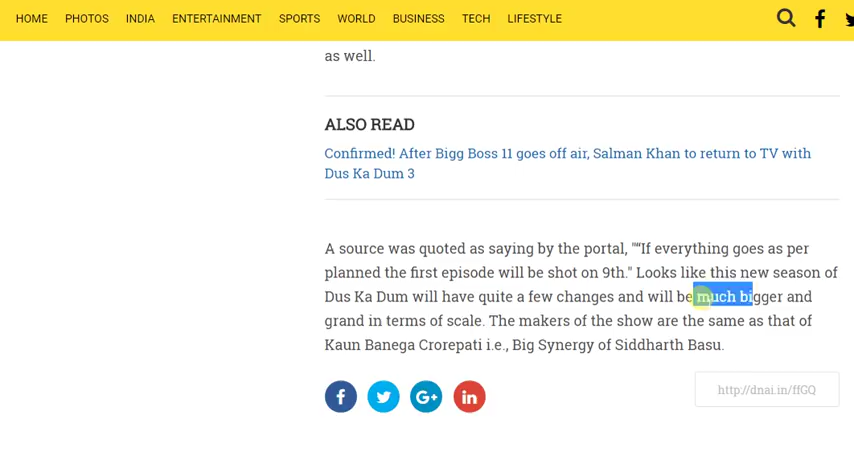 HOME PHOTOS INDIA ENTERTAINMENT SPORTS WORLD BUSINESS TECH LIFESTYLE
as well.
ALSO READ
Confirmed! After Bigg Boss 11 goes off air, Salman Khan to return to TV with
Dus Ka Dum 3
A source was quoted as saying by the portal, "“If everything goes as per
planned the first episode will be shot on 9th." Looks like this new season of
Dus Ka Dum will have quite a few changes and will be much bigger and
grand in terms of scale. The makers of the show are the same as that of
Kaun Banega Crorepati i.e., Big Synergy of Siddharth Basu.
http://dnai.in/ffGQ